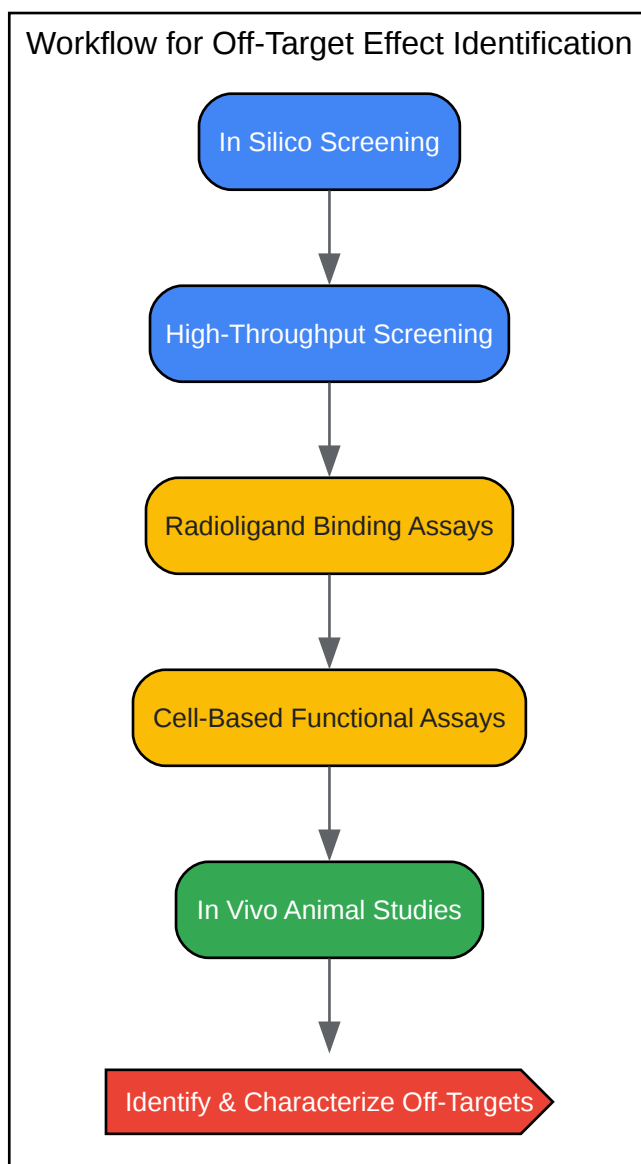 Workflow for Off-Target Effect Identification
In Silico Screening
High-Throughput Screening
Radioligand Binding Assays
Cell-Based Functional Assays
In Vivo Animal Studies
Identify & Characterize Off-Targets